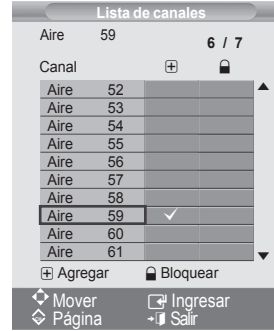 Lista de canales
Aire 59
6 / 7
Canal
Aire 52
Aire 53
Aire 54
Aire 55
Aire 56
Aire 57
Aire 58
Aire 59
Aire 60
Aire 61
Agregar Bloquear
Mover Ingresar
Página Salir